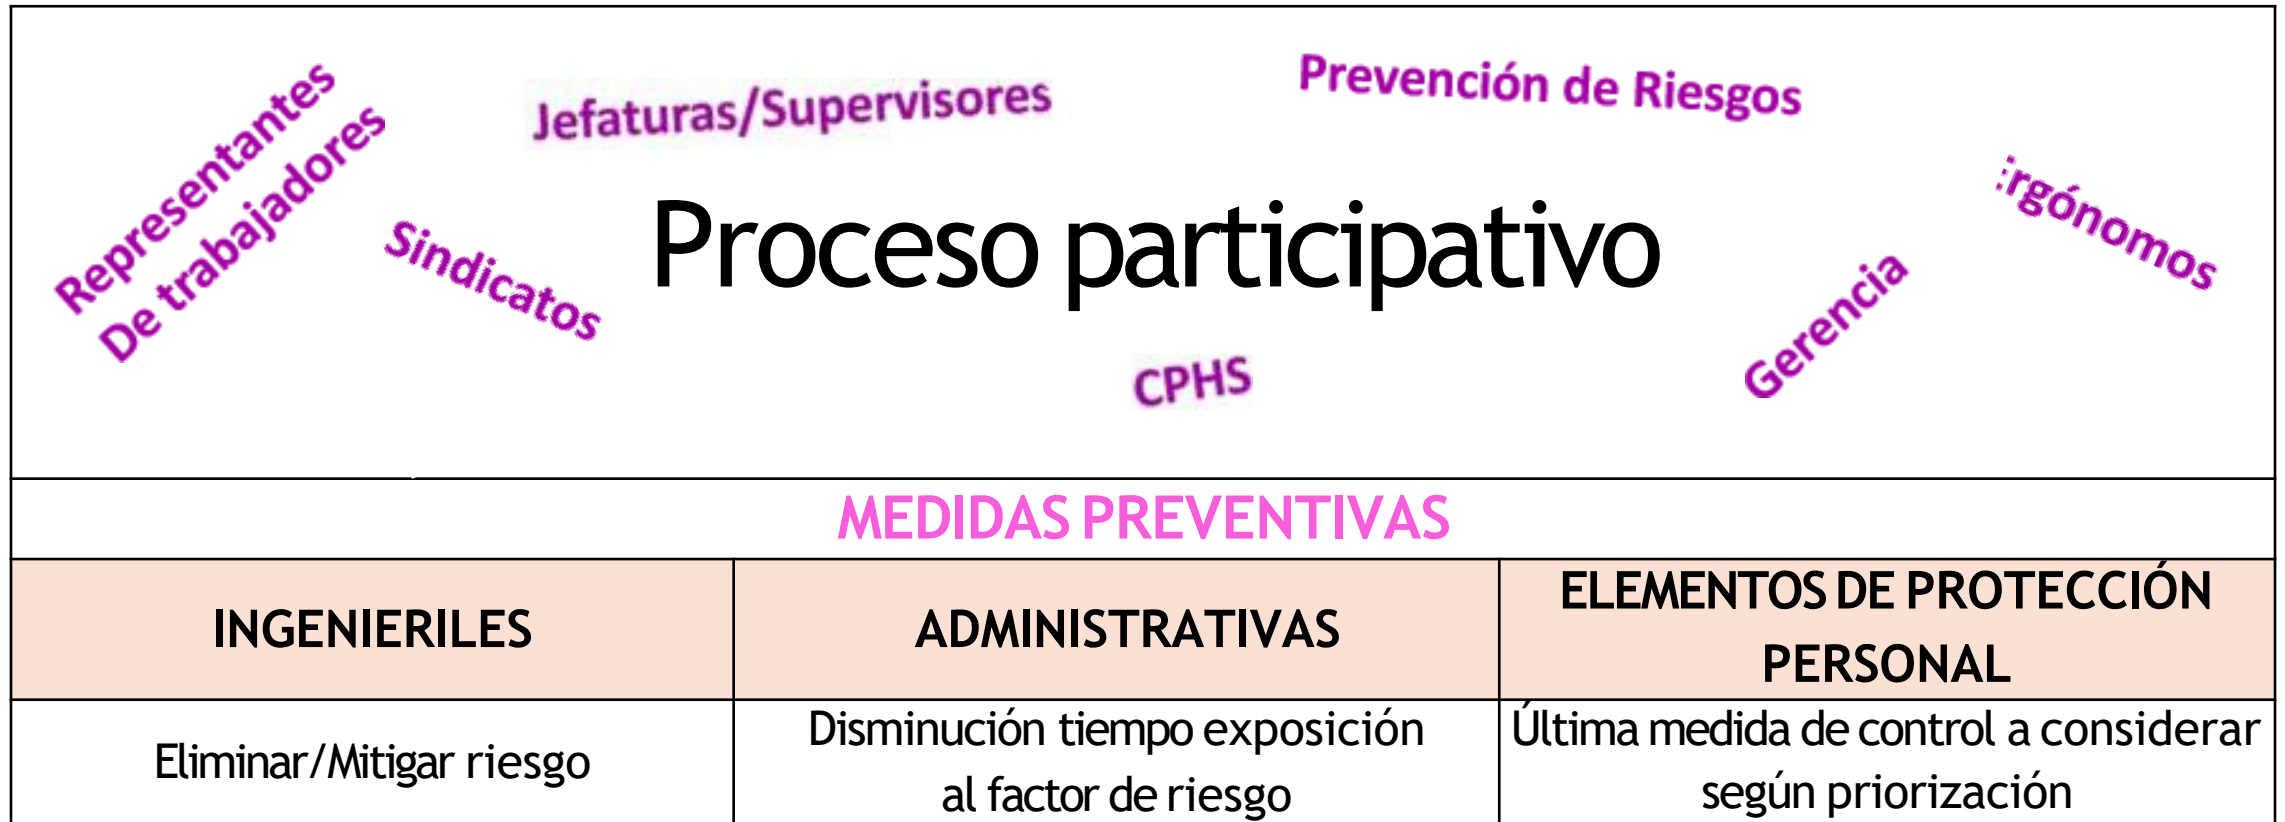 Representantes
De trabajadores
Jefaturas/Supervisores
Prevención de Riesgos
Sindicatos
Proceso participativo
rgónomos
Gerencia
CPHS
MEDIDAS PREVENTIVAS
INGENIERILES
ADMINISTRATIVAS
ELEMENTOS DE PROTECCIÓN
PERSONAL
Eliminar/Mitigar riesgo
Disminución tiempo exposición
al factor de riesgo
Última medida de control a considerar
según priorización